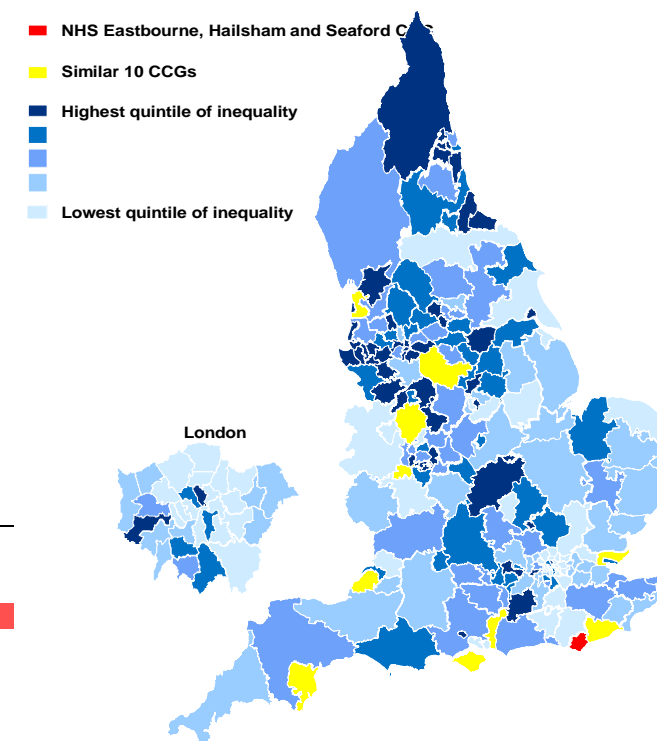 NHS Eastbourne, Hailsham and Seaford
Similar 10 CCGs
Highest quintile of inequality
Lowest quintile of inequality
London